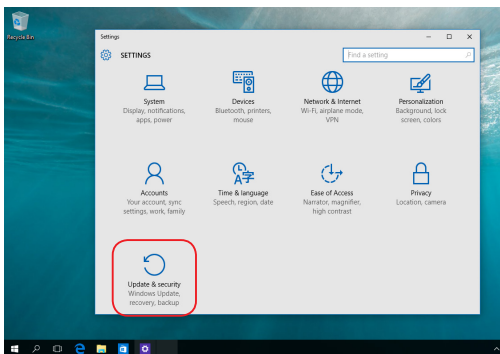 Recycle Bin
Settings
SETTINGS
Find a setting
System
Display, notifications,
apps, power
Devices
Bluetooth, printers,
mouse
Network & Internet
Wi-Fi, airplane mode,
VPN
Personalization
Background, lock
screen, colors
Accounts
Your account, sync
settings, work, family
Time & language
Speech, region, date
Ease of Access
Narrator, magnifier,
high contrast
Privacy
Location, camera
Update & security
Windows Update,
recovery, backup